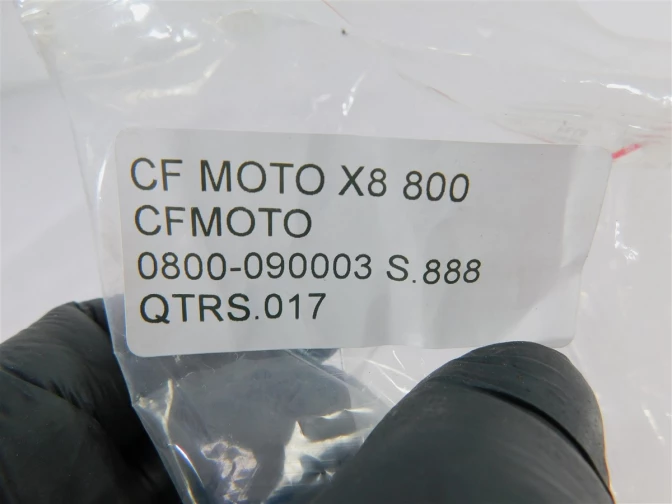 CF MOTO X8 800
CFMOTO
0800-090003 S.888
QTRS.017